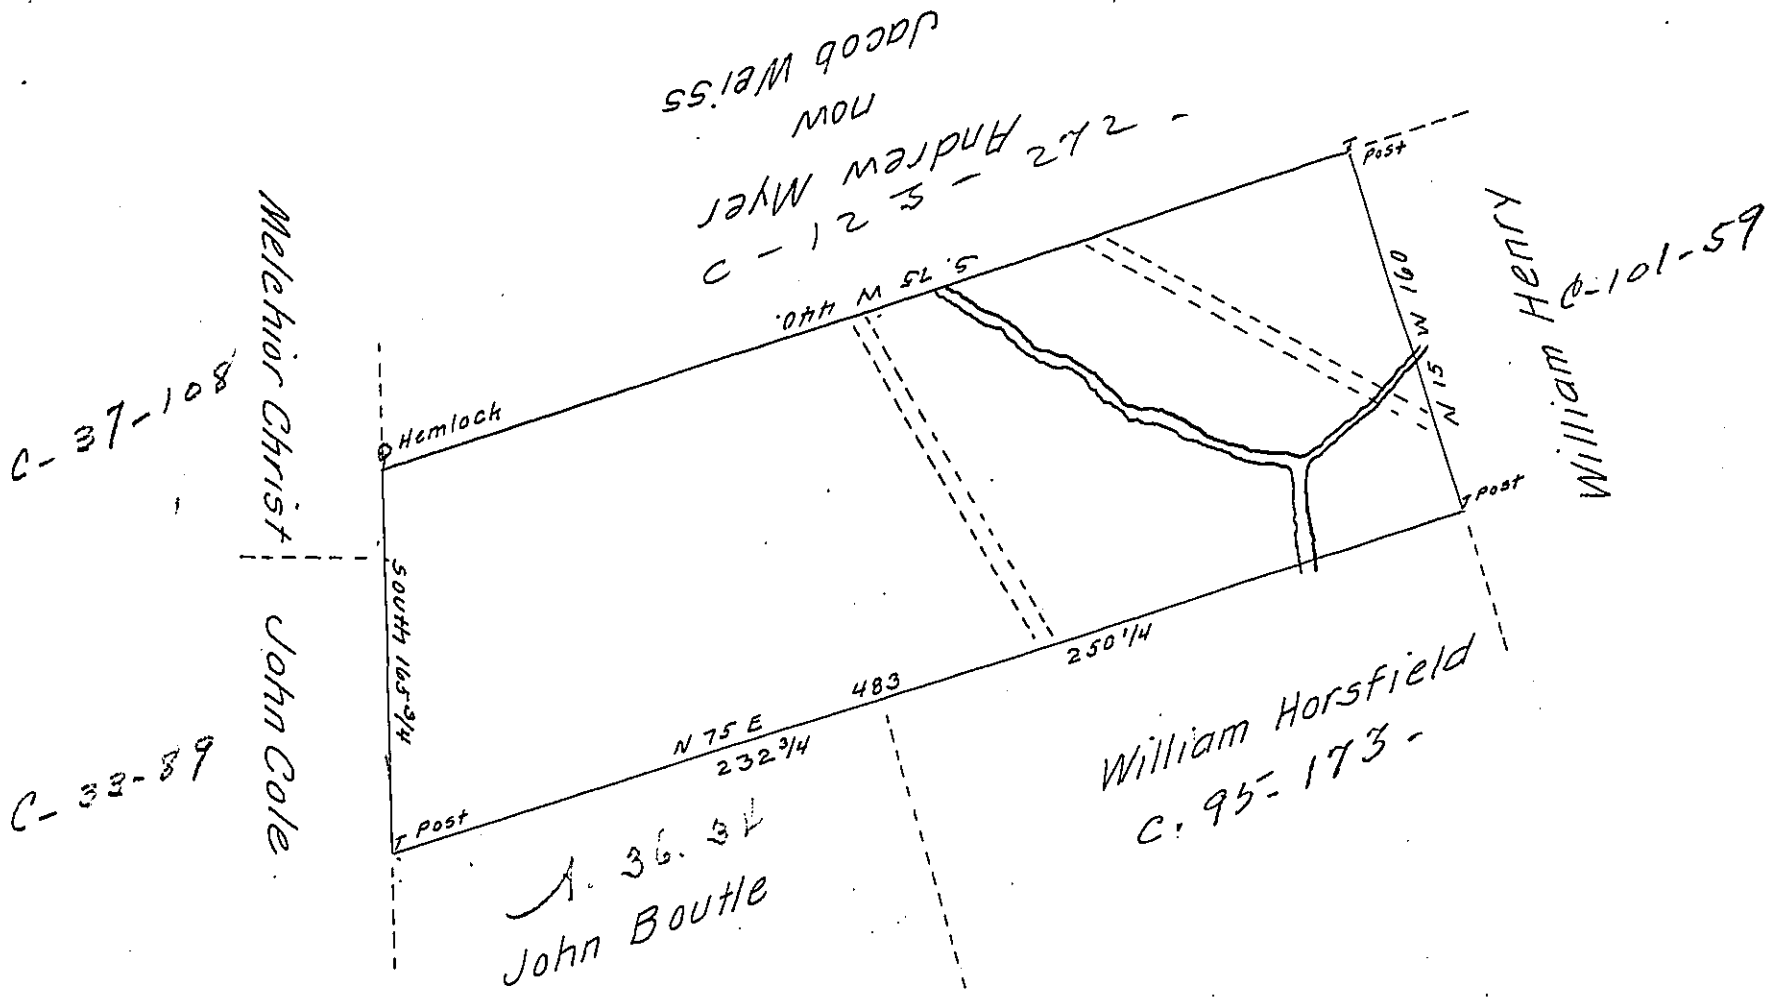 Jacob Weiss
now
Andrew Myer
C - 125 - 242 -
S. 75 W 440.
Post
N 15 W 160
William Henry
C-101-59
Post
Melchior Christ
C-37-108
Hemlock
South 165-3/4
John Cole
C-33-89
Post
N 75 E
483
232 3/4
250 1/4
William Horsfield
C. 95-173-
A. 36. 32
John Boutle